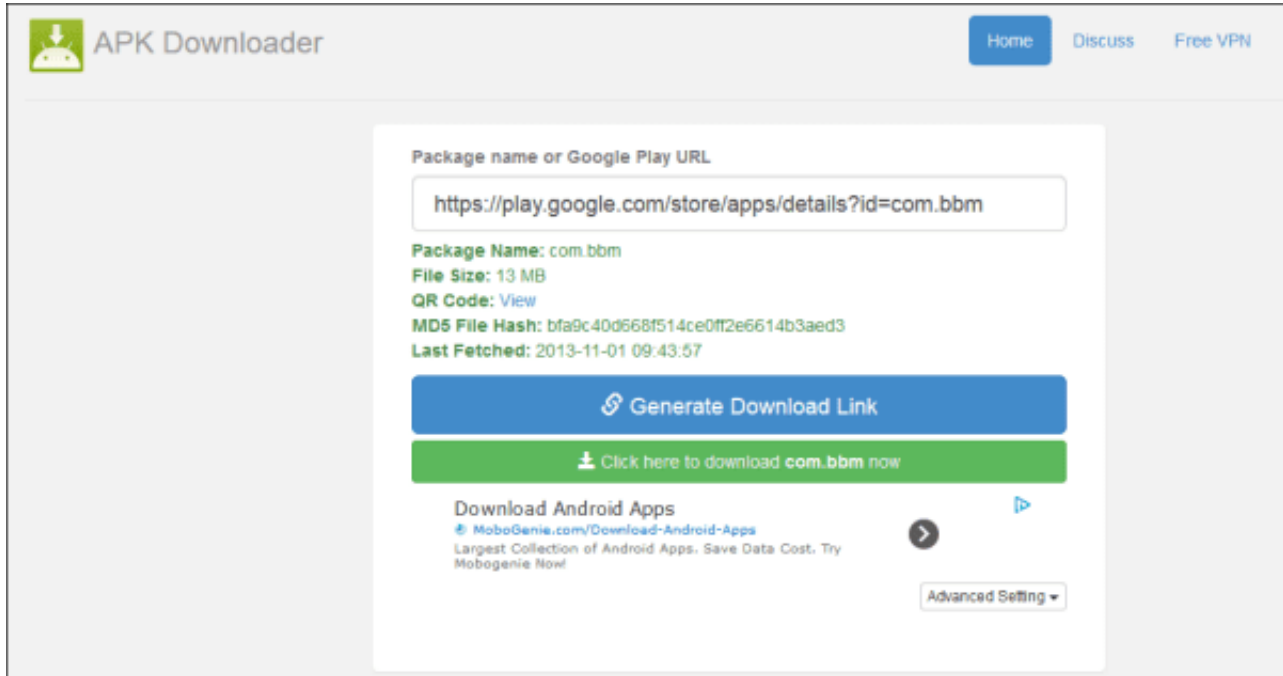 APK Downloader
Home Discuss Free VPN
Package name or Google Play URL
https://play.google.com/store/apps/details?id=com.bbm
Package Name: com.bbm
File Size: 13 MB
QR Code: View
MD5 File Hash: bfa9c40d668f514ce0ff2e6614b3aed3
Last Fetched: 2013-11-01 09:43:57
Generate Download Link
Click here to download com.bbm now
Download Android Apps
MoboGenie.com/Download-Android-Apps
Largest Collection of Android Apps. Save Data Cost. Try
Mobogenie Now!
Advanced Setting